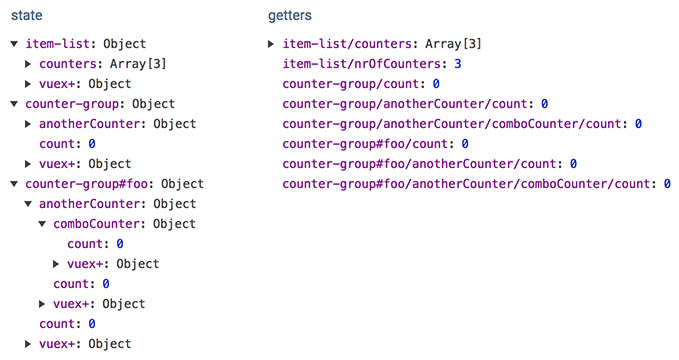 state
item-list: Object
counters: Array[3]
vuex+: Object
counter-group: Object
anotherCounter: Object
count: 0
vuex+: Object
counter-group#foo: Object
anotherCounter: Object
comboCounter: Object
count: 0
vuex+: Object
count: 0
vuex+: Object
count: 0
vuex+: Object
getters
item-list/counters: Array[3]
item-list/nrOfCounters: 3
counter-group/count: 0
counter-group/anotherCounter/count: 0
counter-group/anotherCounter/comboCounter/count: 0
counter-group#foo/count: 0
counter-group#foo/anotherCounter/count: 0
counter-group#foo/anotherCounter/comboCounter/count: 0